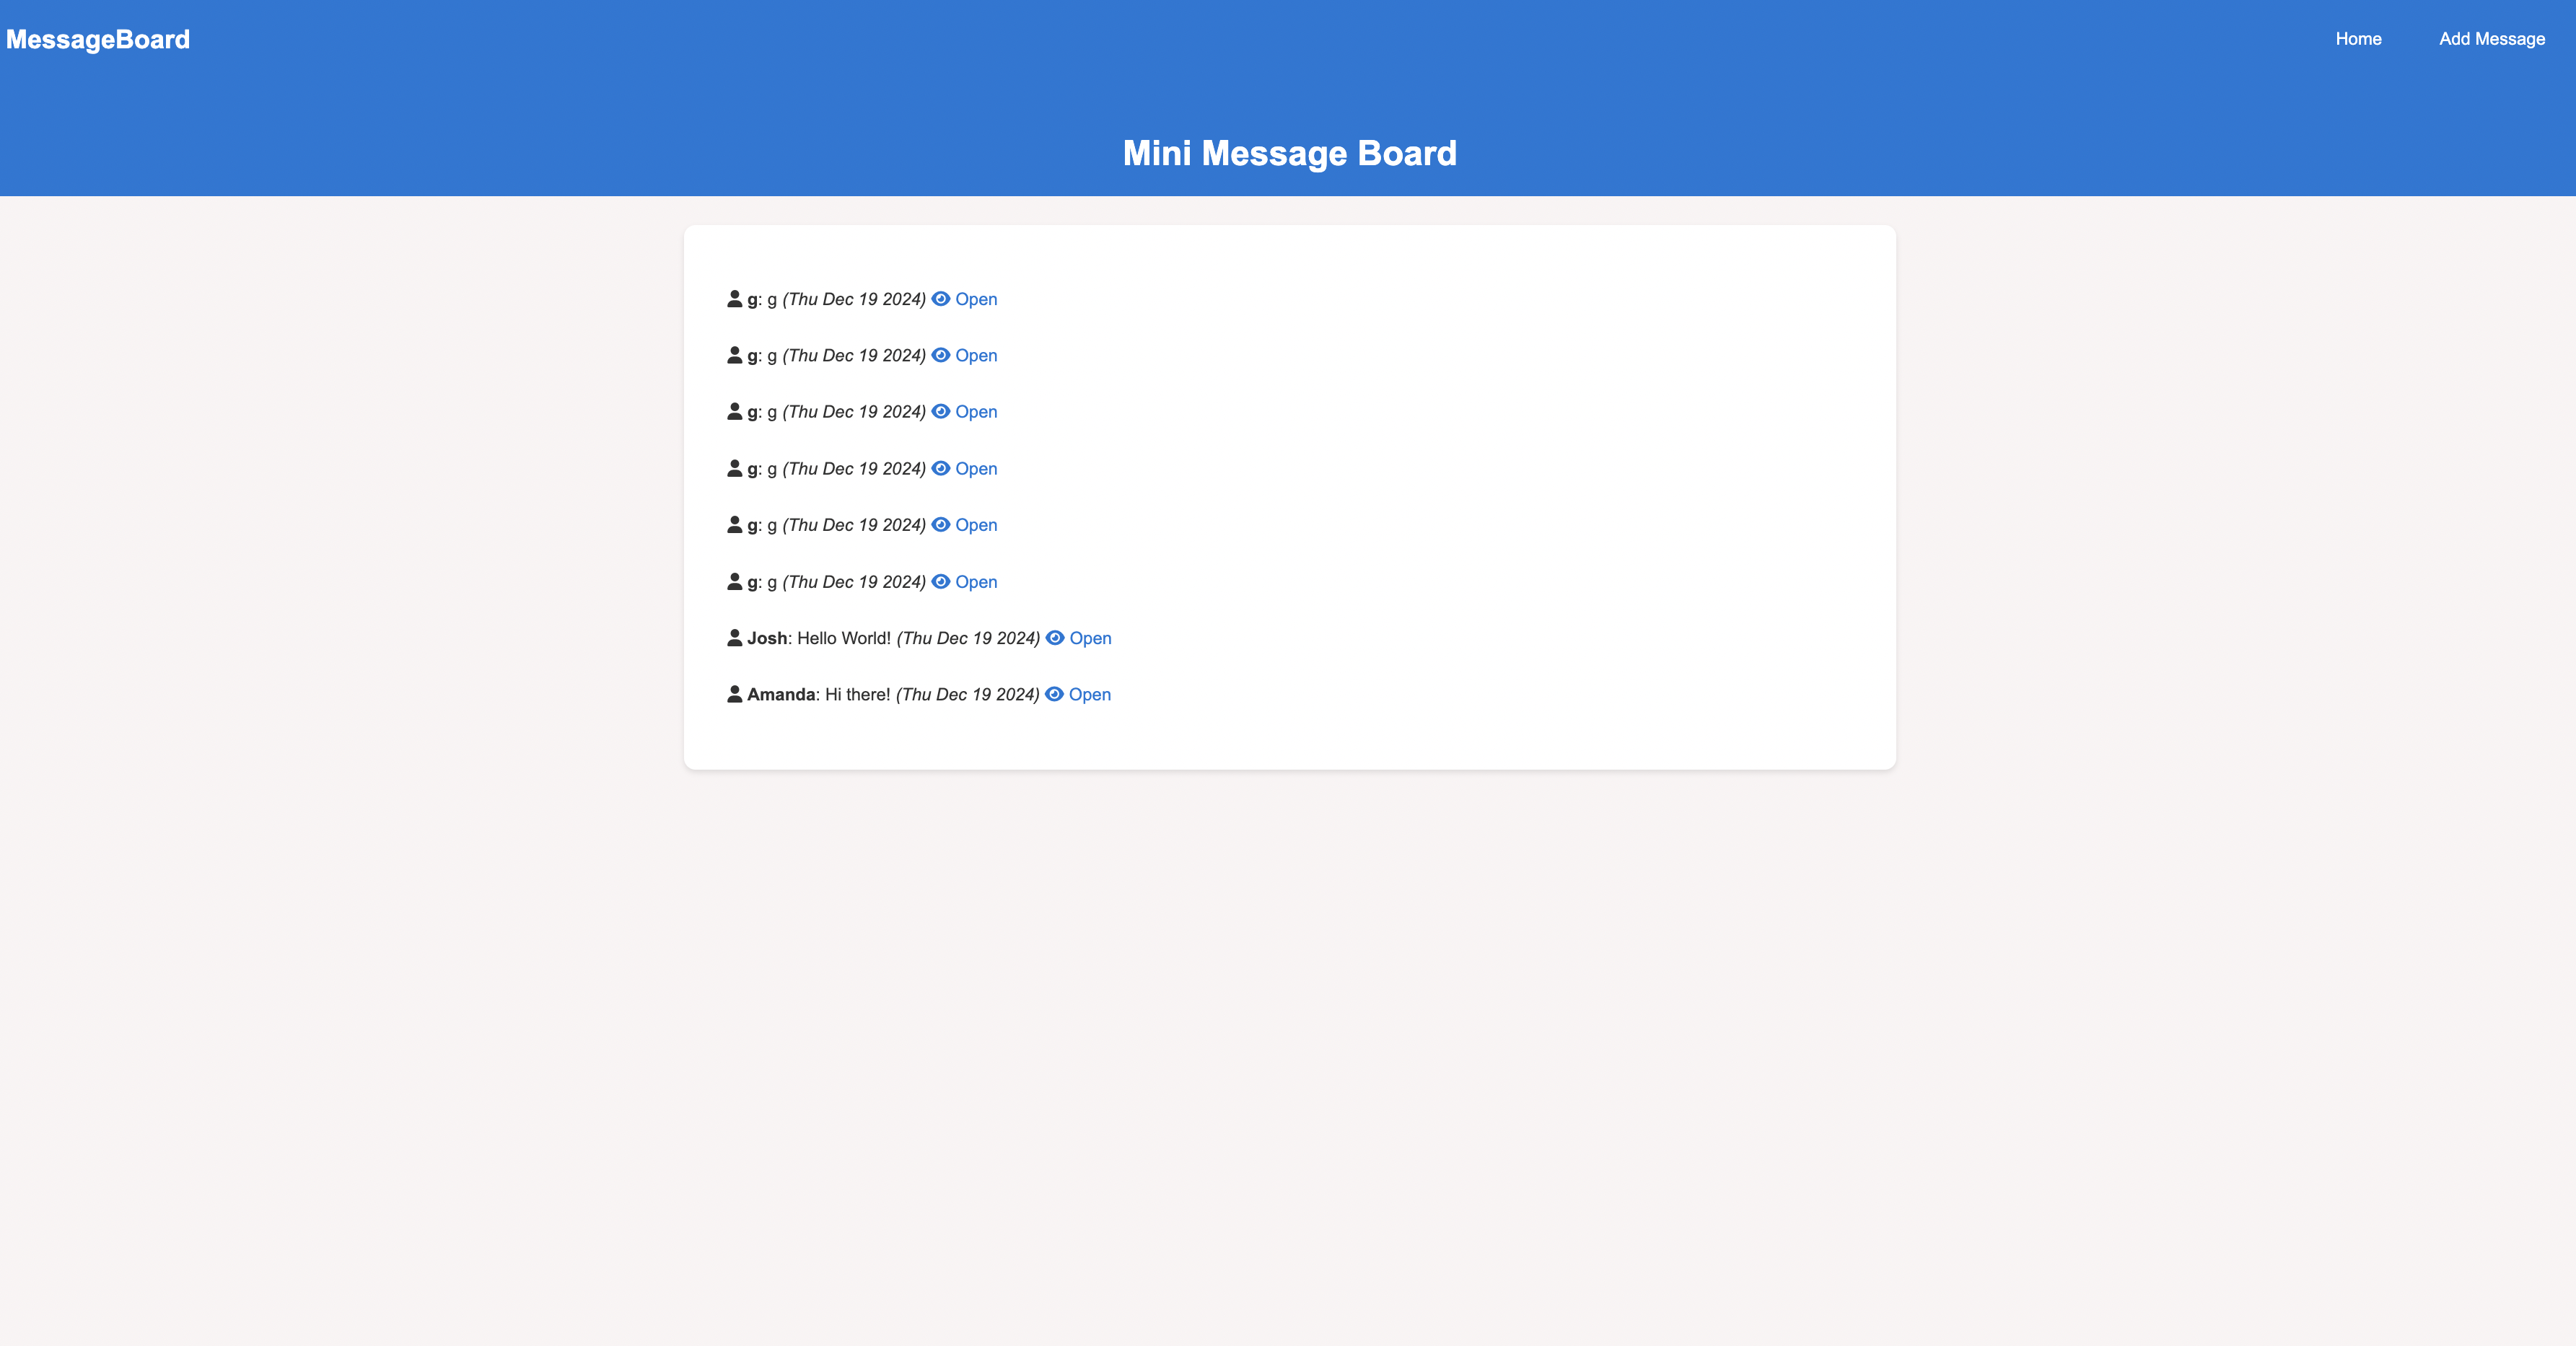 MessageBoard
Home
Add Message
Mini Message Board
g: g (Thu Dec 19 2024) Open
g: g (Thu Dec 19 2024) Open
g: g (Thu Dec 19 2024) Open
g: g (Thu Dec 19 2024) Open
g: g (Thu Dec 19 2024) Open
g: g (Thu Dec 19 2024) Open
Josh: Hello World! (Thu Dec 19 2024) Open
Amanda: Hi there! (Thu Dec 19 2024) Open